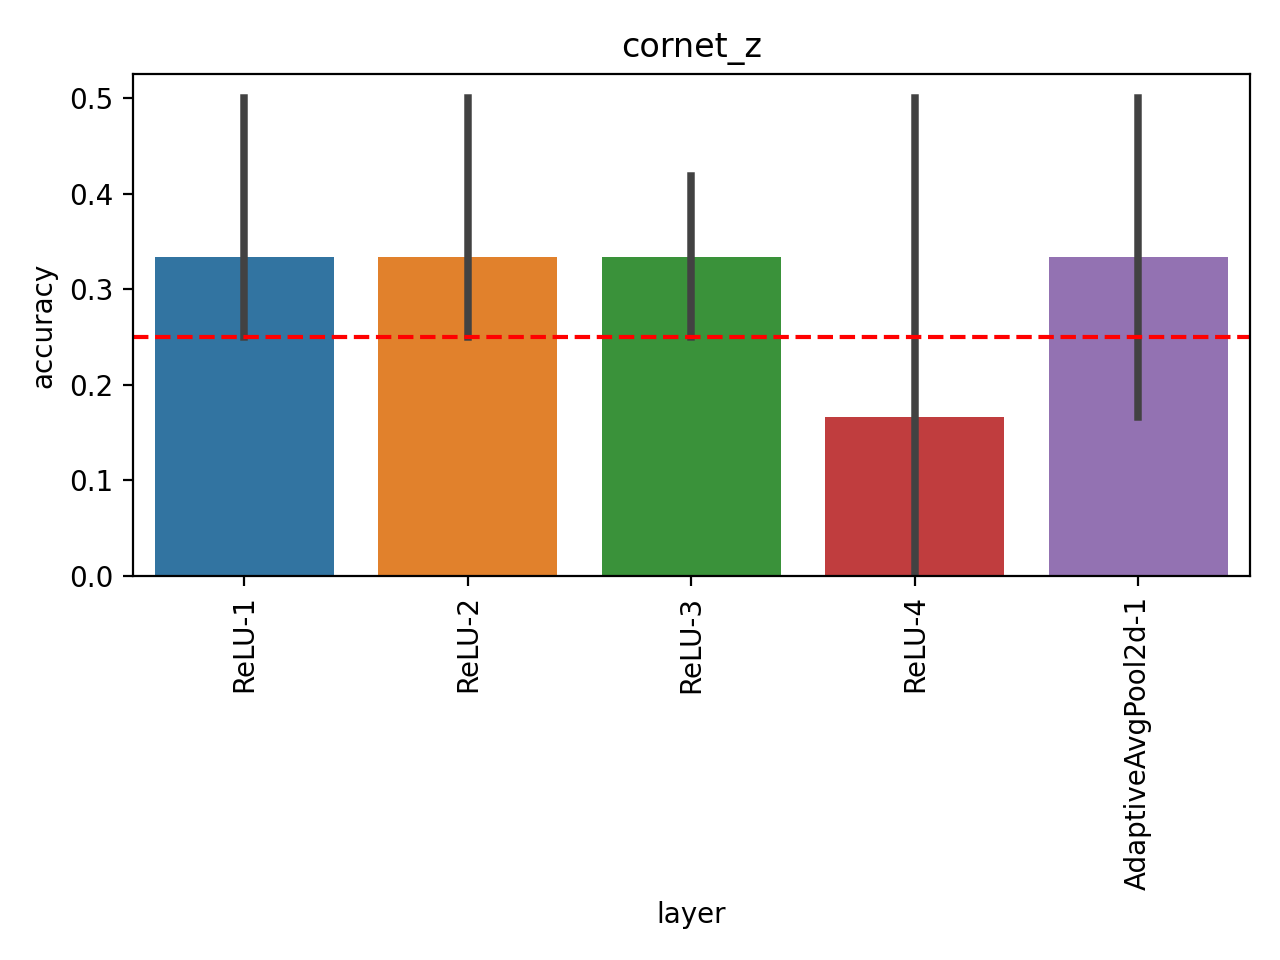 cornet_z
0.5
0.4
0.3
0.2
0.1
0.0
accuracy
ReLU-1
ReLU-2
ReLU-3
ReLU-4
AdaptiveAvgPool2d-1
layer